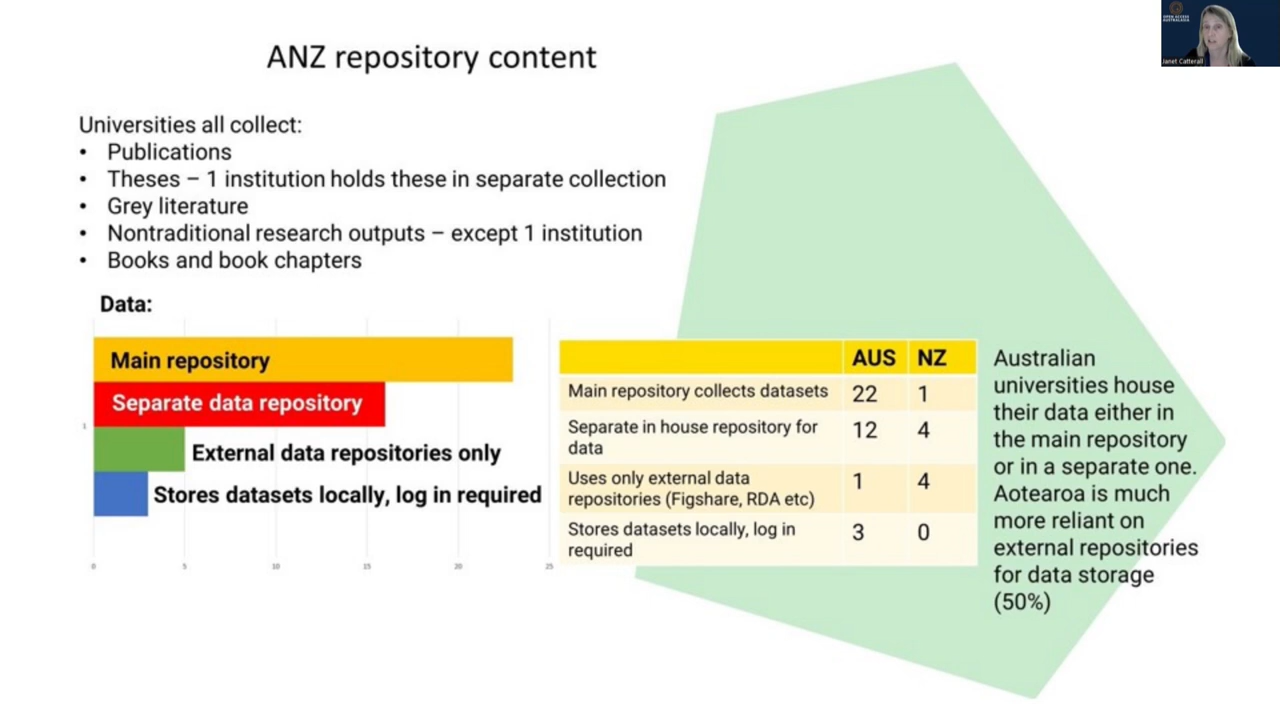 ANZ repository content
OPEN ACCESS
AUSTRALASIA
Janet Catterall
Universities all collect:
• Publications
• Theses – 1 institution holds these in separate collection
• Grey literature
• Nontraditional research outputs – except 1 institution
• Books and book chapters
Data:
Main repository
Separate data repository
External data repositories only
Stores datasets locally, log in required
1
0 5 10 15 20 25
AUS NZ
Main repository collects datasets 22 1
Separate in house repository for
data 12 4
Uses only external data
repositories (Figshare, RDA etc) 1 4
Stores datasets locally, log in
required 3 0
Australian
universities house
their data either in
the main repository
or in a separate one.
Aotearoa is much
more reliant on
external repositories
for data storage
(50%)